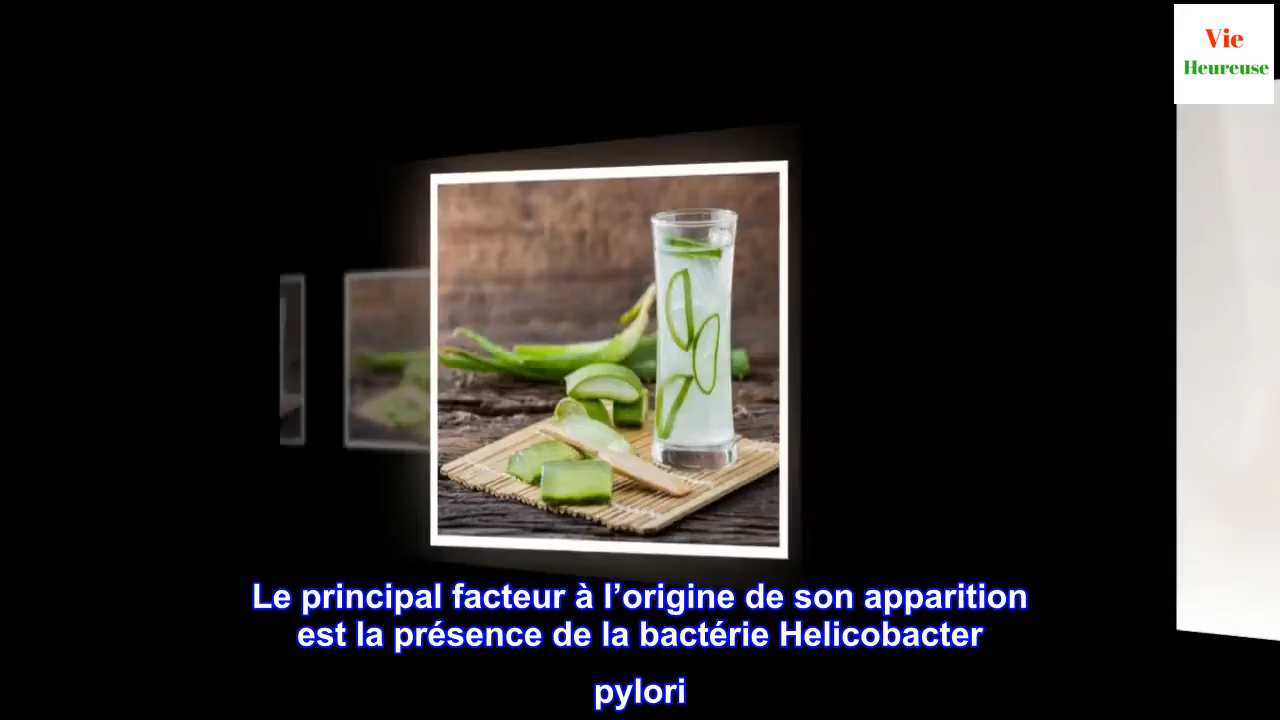 Vie
Heureuse
Le principal facteur à l’origine de son apparition
est la présence de la bactérie Helicobacter
pylori